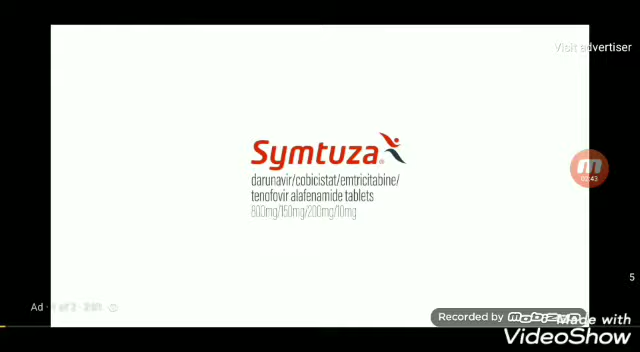 Visit advertiser
Symtuza
darunavir/cobicistat/emtricitabine/
tenofovir alafenamide tablets
800mg/150mg/200mg/10mg
02:43
5
Ad
Recorded by
Made with
VideoShow